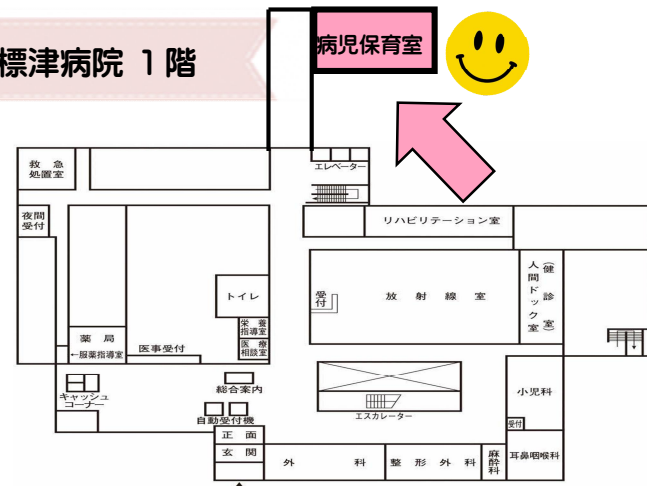 標津病院 1階
病児保育室
救急
処置室
エレベーター
夜間
受付
リハビリテーション室
受付
放射線室
人間ドック室
(健診室)
トイレ
栄養
指導室
医療
相談室
薬局
←服薬指導室
医事受付
キャッシュ
コーナー
総合案内
自動受付機
エスカレーター
小児科
受付
正面
玄関
外科
整形外科
麻酔科
耳鼻咽喉科